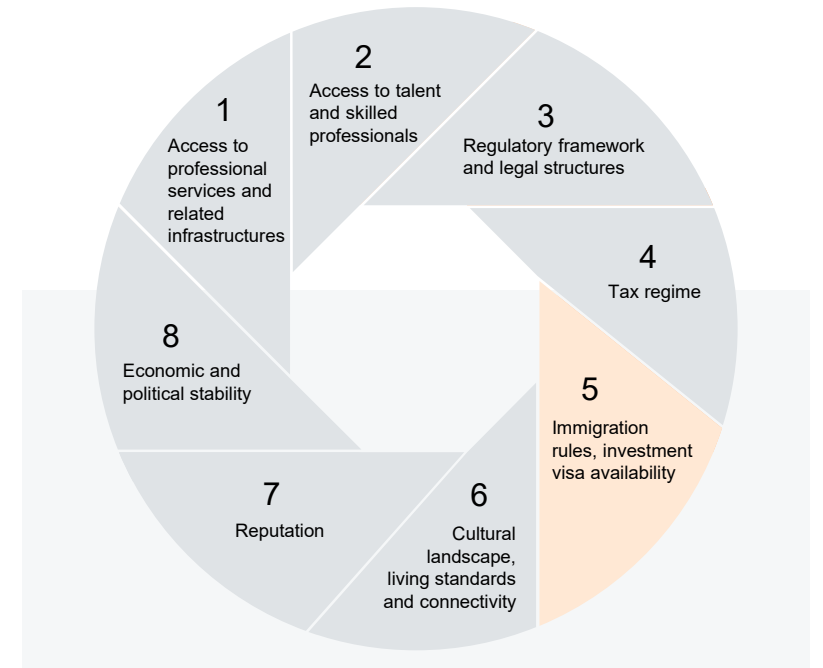 1
Access to
professional
services and
related
infrastructures
2
Access to talent
and skilled
professionals
3
Regulatory framework
and legal structures
4
Tax regime
5
Immigration
rules, investment
visa availability
6
Cultural
landscape,
living standards
and connectivity
7
Reputation
8
Economic and
political stability